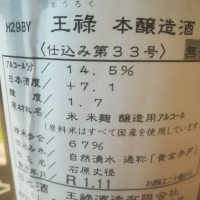 おうろく
H29BY 王祿 本醸造酒
〈仕込み第33号〉
アルコール分 14.5%
日本酒度 +7.1
酸度 1.7
原材料名 米 米麹 醸造用アルコール
(原料米はすべて国産を使用しています)
67%
自然湧水 通称「黄金井戸」
石原丈径
R 1.11
王祿酒造有限会